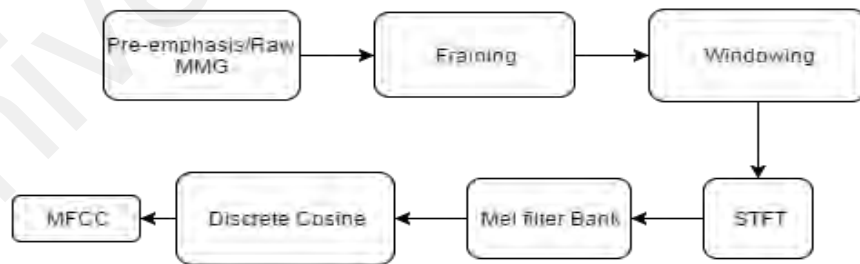 Pre-emphasis/Raw
MMG
Framing
Windowing
MFCC
Discrete Cosine
Mel filter Bank
STFT